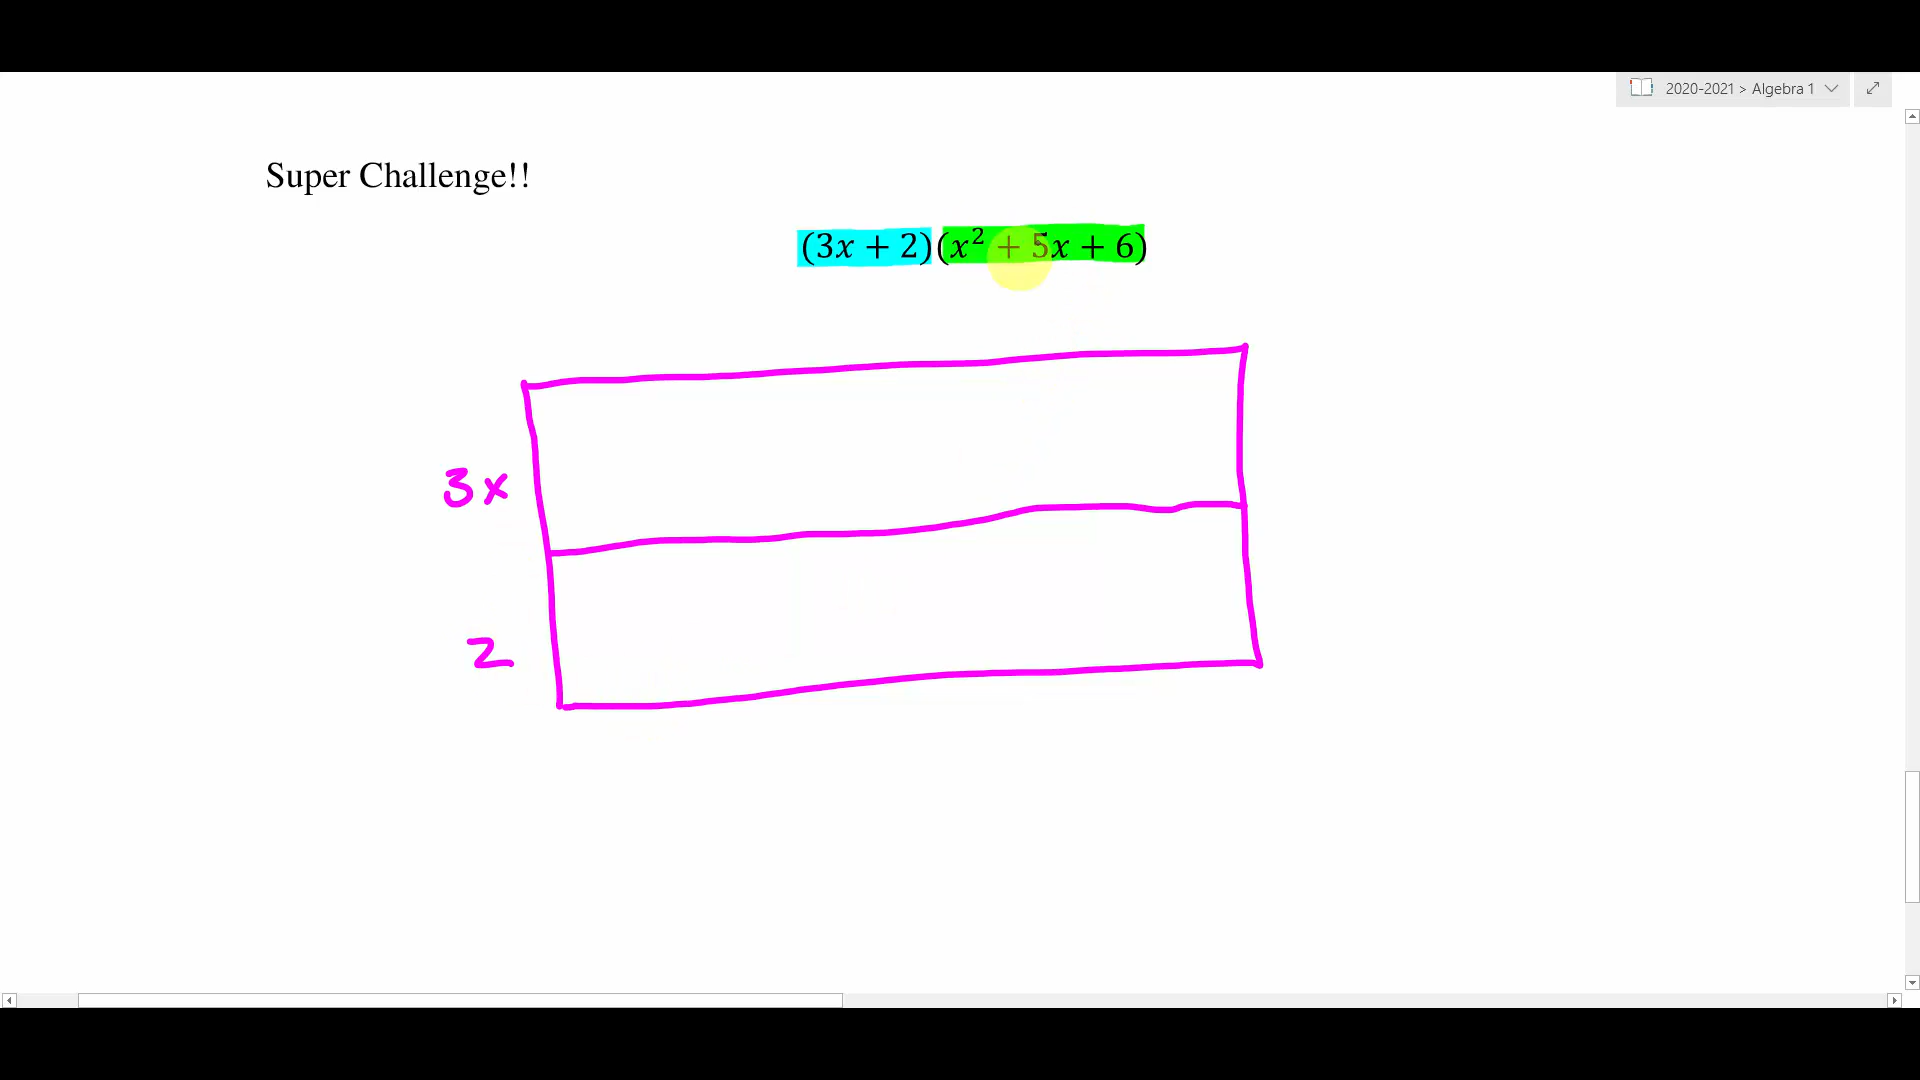 2020-2021 > Algebra 1
Super Challenge!!
(3x + 2)(x² + 5x + 6)
3x
2